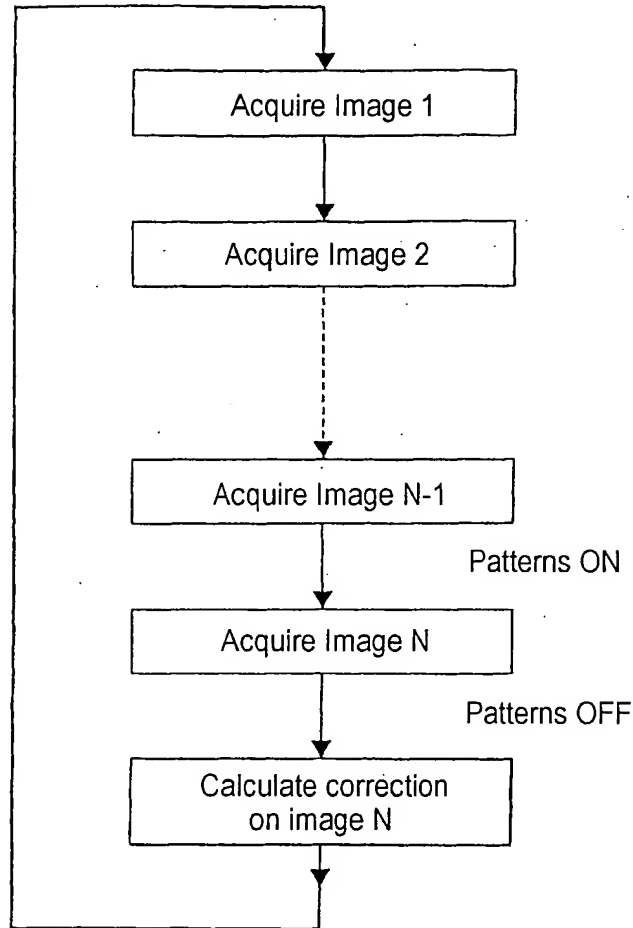 Acquire Image 1
Acquire Image 2
Acquire Image N-1
Patterns ON
Acquire Image N
Patterns OFF
Calculate correction
on image N